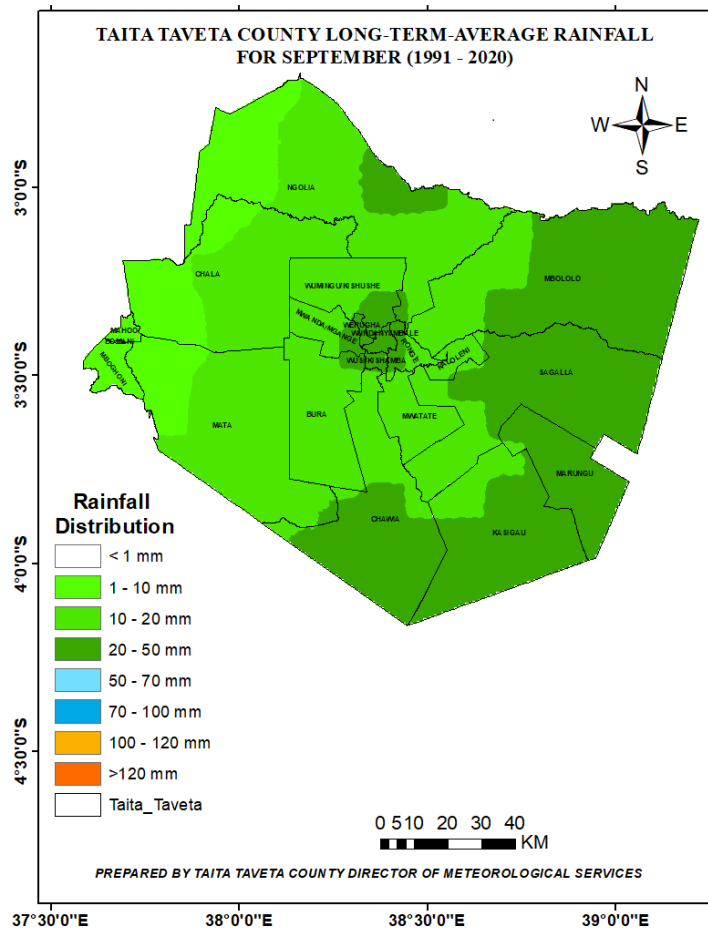 TAITA TAVETA COUNTY LONG-TERM-AVERAGE RAINFALL
FOR SEPTEMBER (1991 - 2020)
N
W E
S
3°0'0"S
3°30'0"S
4°0'0"S
4°30'0"S
NGOLIA
CHALA
MBOLOLO
WUMINGU/KISHUSHE
MWANDA/MGANGE
WERUGHA
RONGE
MAHOO
KALOLENI
MBOGHONI
WUSI/KISHAMBA
SAGALLA
MATA
BURA
MWATATE
MARUNGU
CHAWIA
KASIGAU
Rainfall
Distribution
< 1 mm
1 - 10 mm
10 - 20 mm
20 - 50 mm
50 - 70 mm
70 - 100 mm
100 - 120 mm
>120 mm
Taita_Taveta
0 5 10 20 30 40
KM
PREPARED BY TAITA TAVETA COUNTY DIRECTOR OF METEOROLOGICAL SERVICES
37°30'0"E 38°0'0"E 38°30'0"E 39°0'0"E